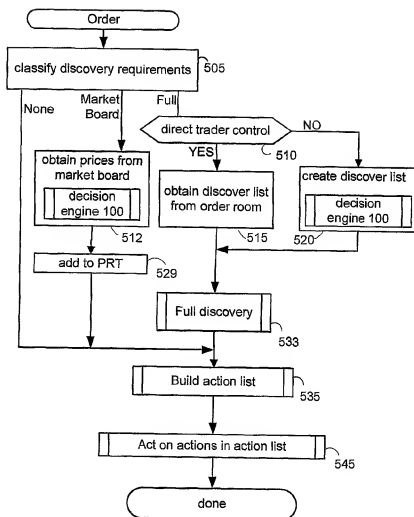 Order
classify discovery requirements
505
None
Market
Board
Full
direct trader control
NO
YES
510
obtain prices from
market board
decision
engine 100
512
obtain discover list
from order room
515
create discover list
decision
engine 100
520
add to PRT
529
Full discovery
533
Build action list
535
Act on actions in action list
545
done